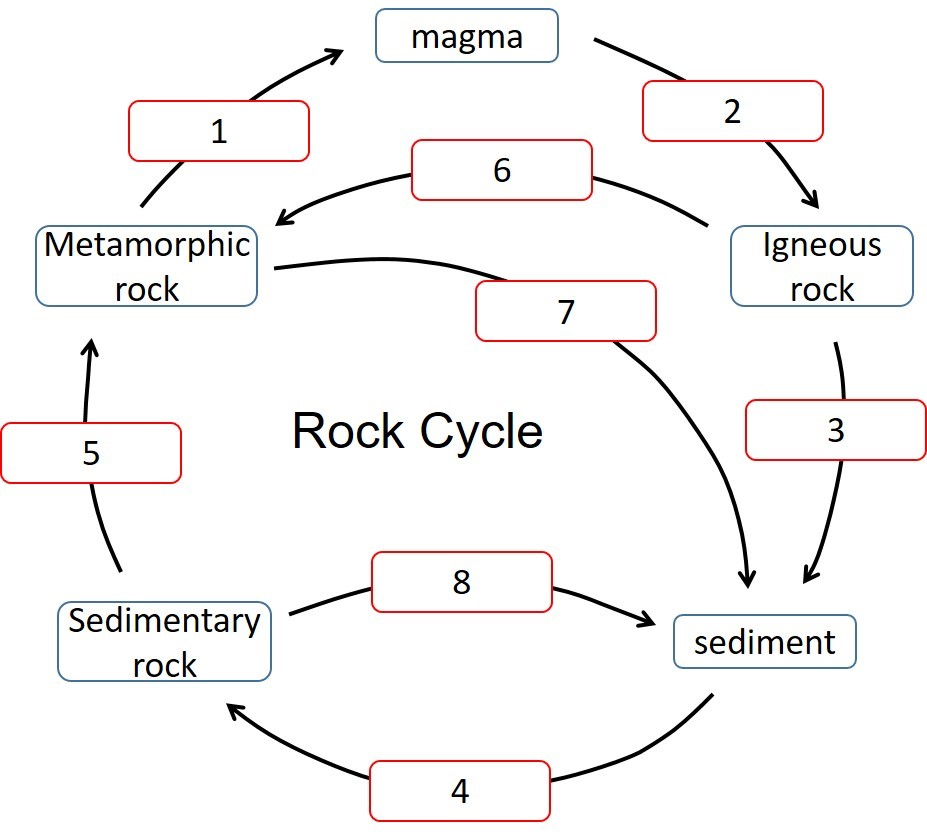 magma
1
2
6
Metamorphic
rock
Igneous
rock
7
Rock Cycle
3
5
8
Sedimentary
rock
sediment
4